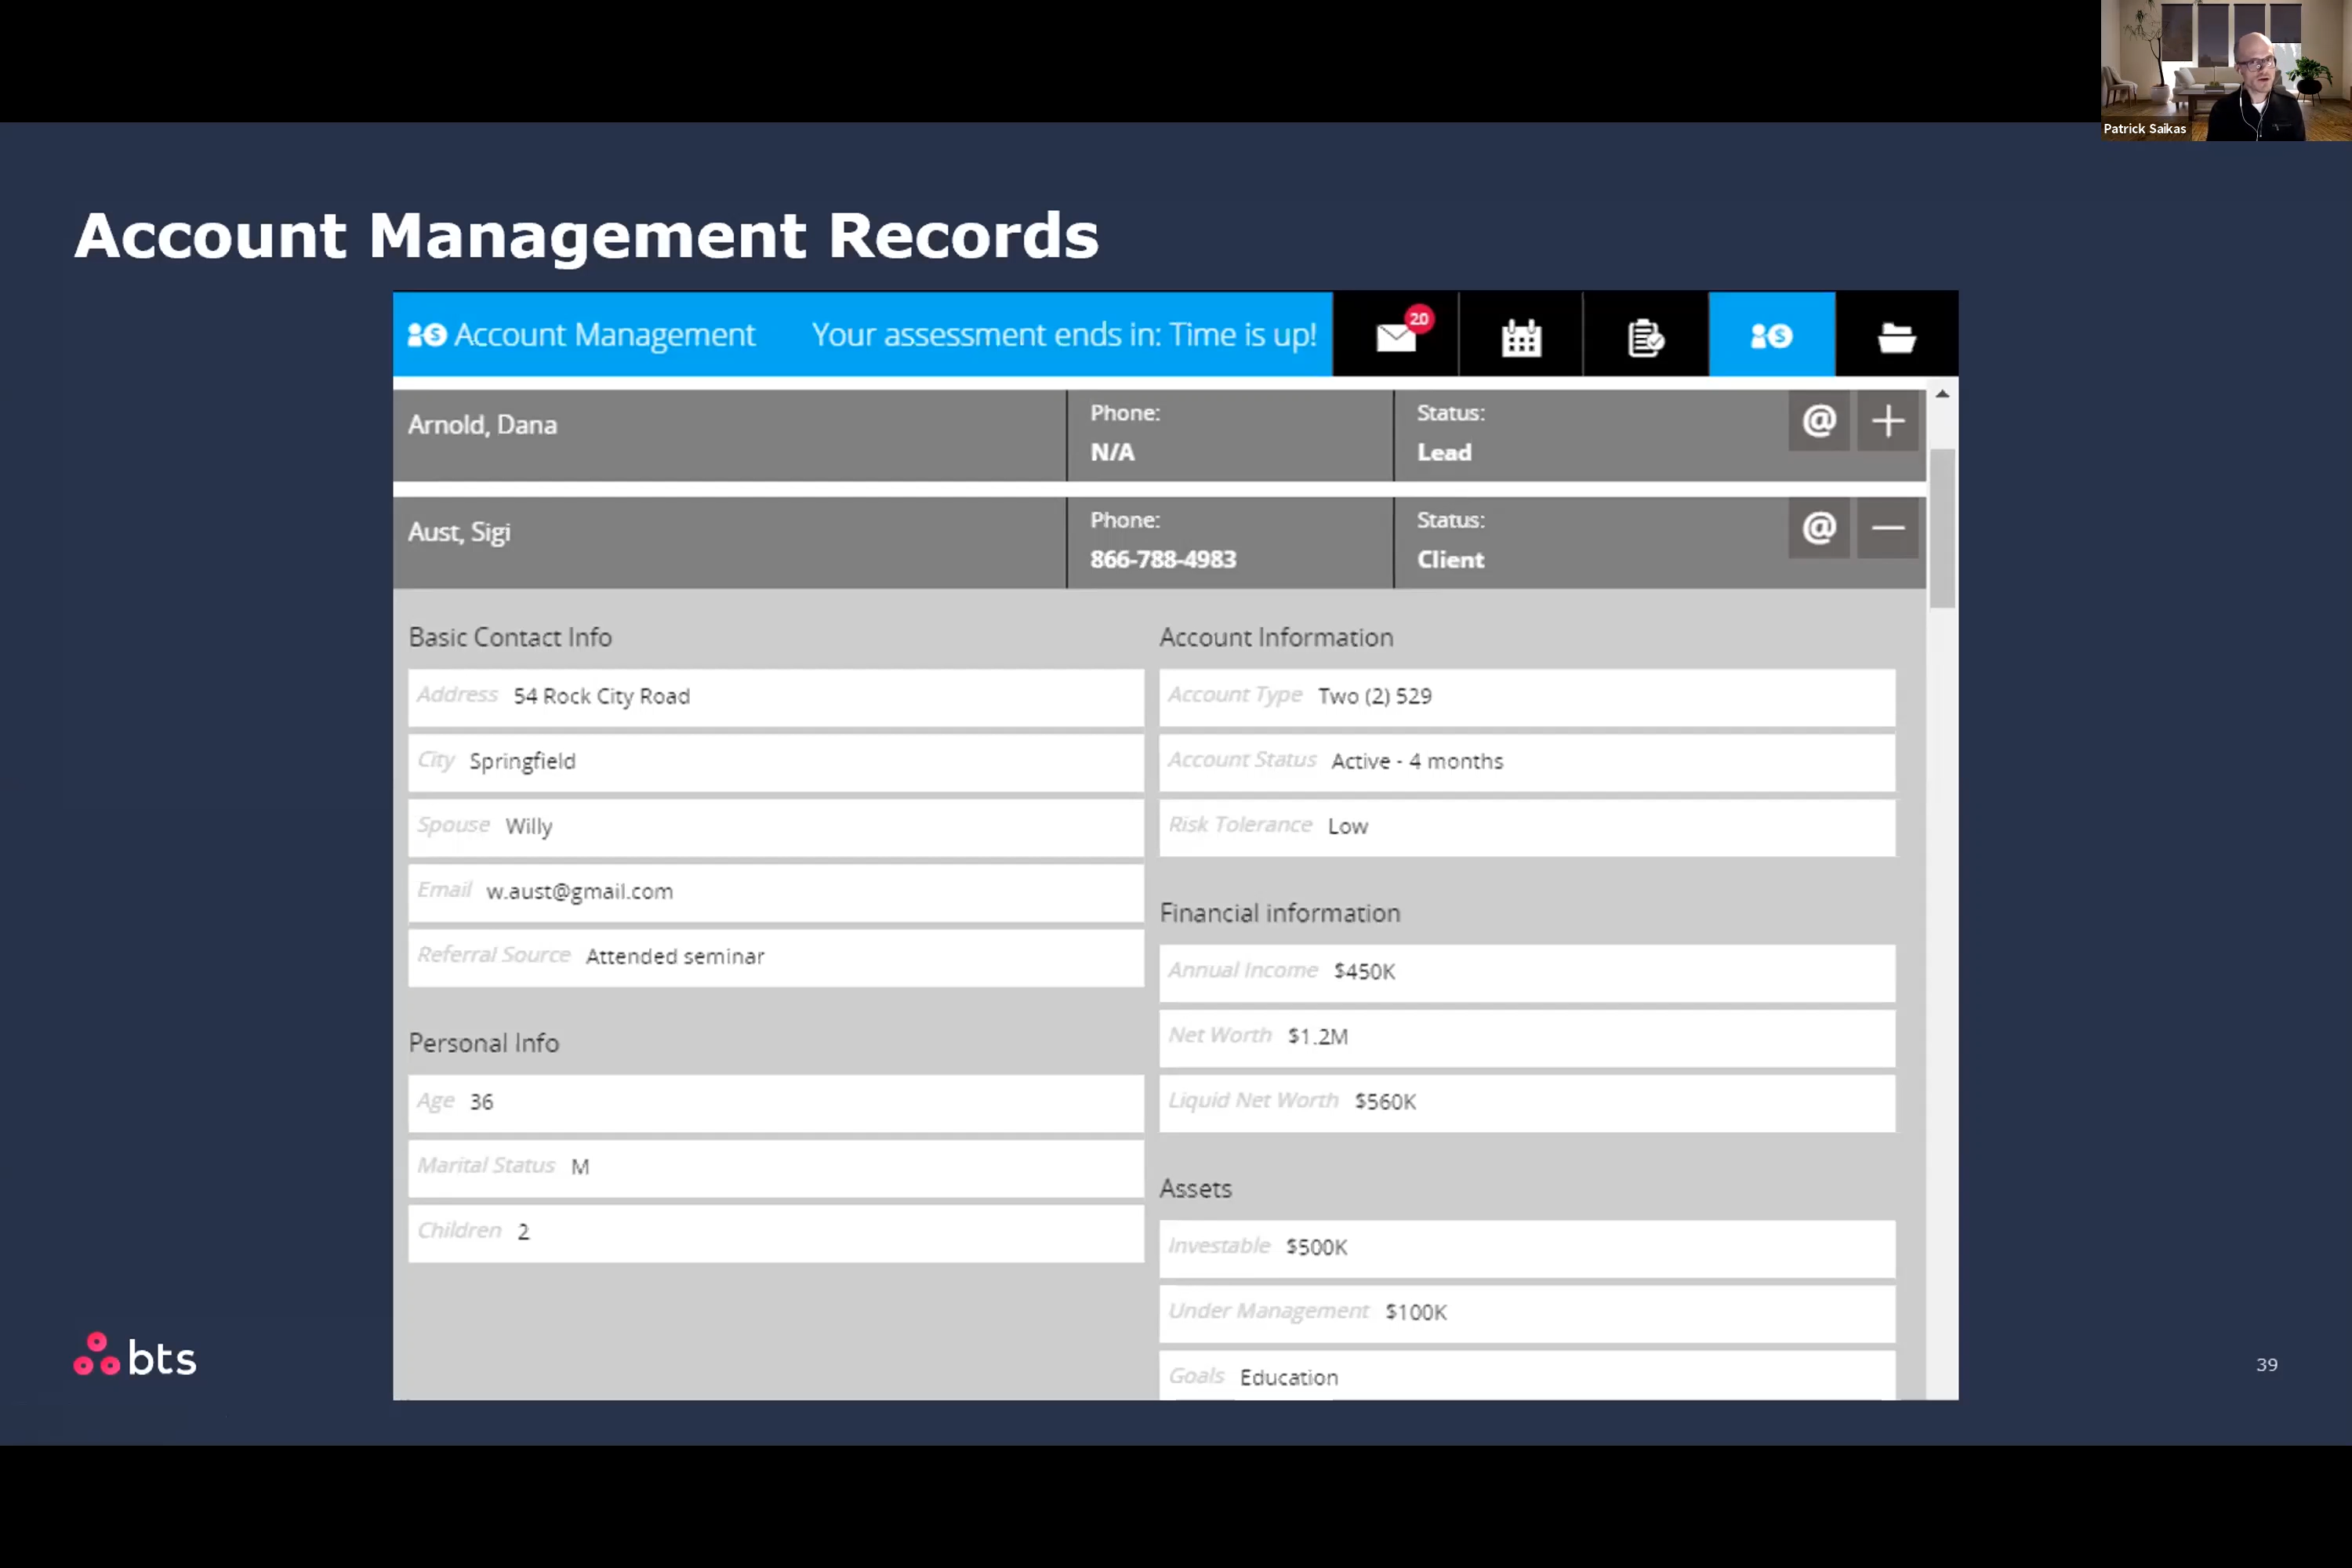 Patrick Saikas
Account Management Records
Account Management Your assessment ends in: Time is up! 20
Arnold, Dana
Phone:
N/A
Status:
Lead
@
Aust, Sigi
Phone:
866-788-4983
Status:
Client
@
Basic Contact Info
Address 54 Rock City Road
City Springfield
Spouse Willy
Email w.aust@gmail.com
Referral Source Attended seminar
Personal Info
Age 36
Marital Status M
Children 2
Account Information
Account Type Two (2) 529
Account Status Active - 4 months
Risk Tolerance Low
Financial information
Annual Income $450K
Net Worth $1.2M
Liquid Net Worth $560K
Assets
Investable $500K
Under Management $100K
Goals Education
bts
39